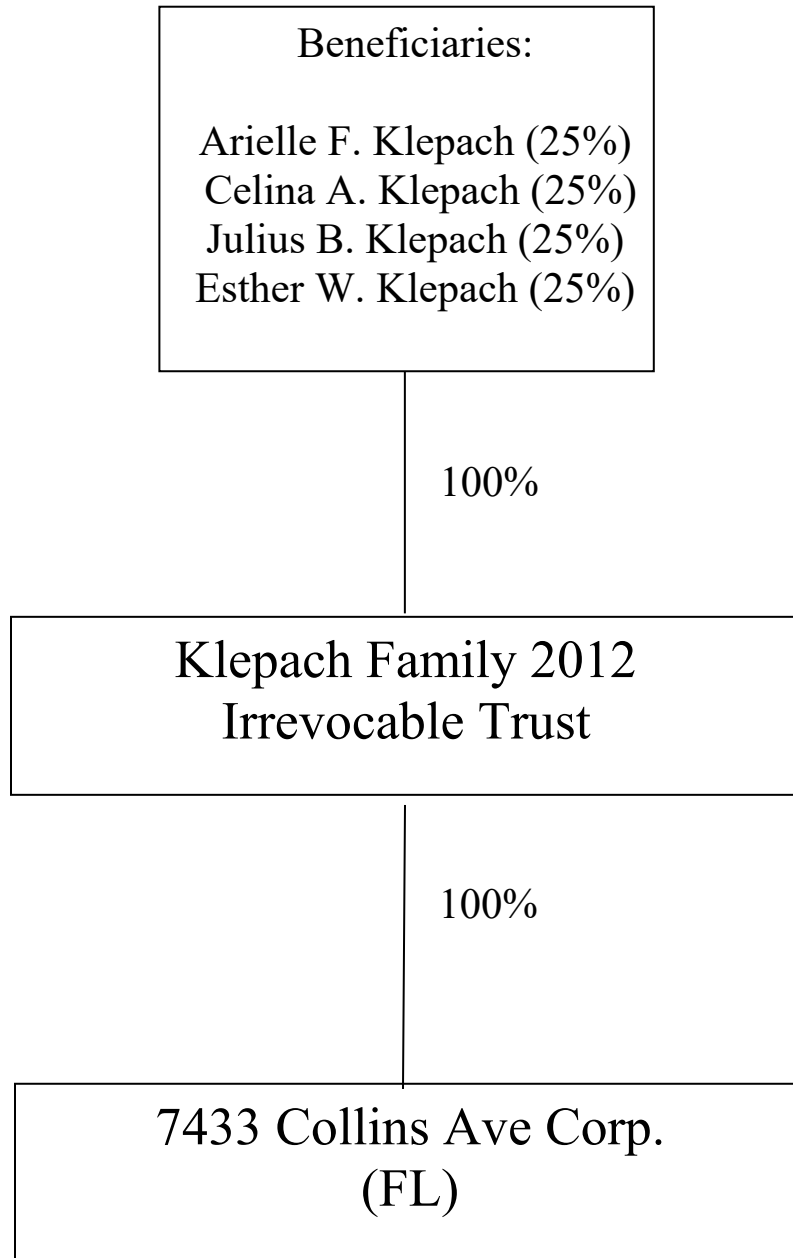 Beneficiaries:
Arielle F. Klepach (25%)
Celina A. Klepach (25%)
Julius B. Klepach (25%)
Esther W. Klepach (25%)
100%
Klepach Family 2012
Irrevocable Trust
100%
7433 Collins Ave Corp.
(FL)